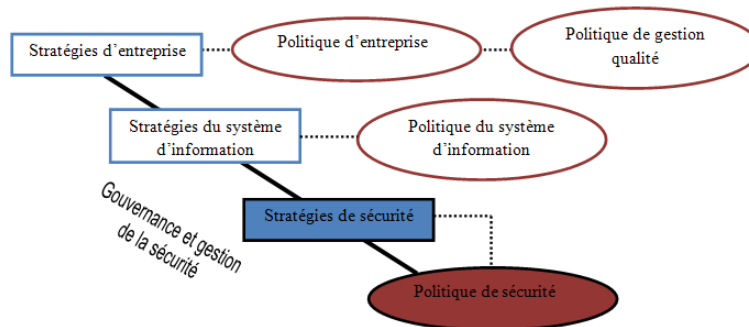 Stratégies d'entreprise
Politique d'entreprise
Politique de gestion
qualité
Stratégies du système
d'information
Politique du système
d'information
Gouvernance et gestion
de la sécurité
Stratégies de sécurité
Politique de sécurité